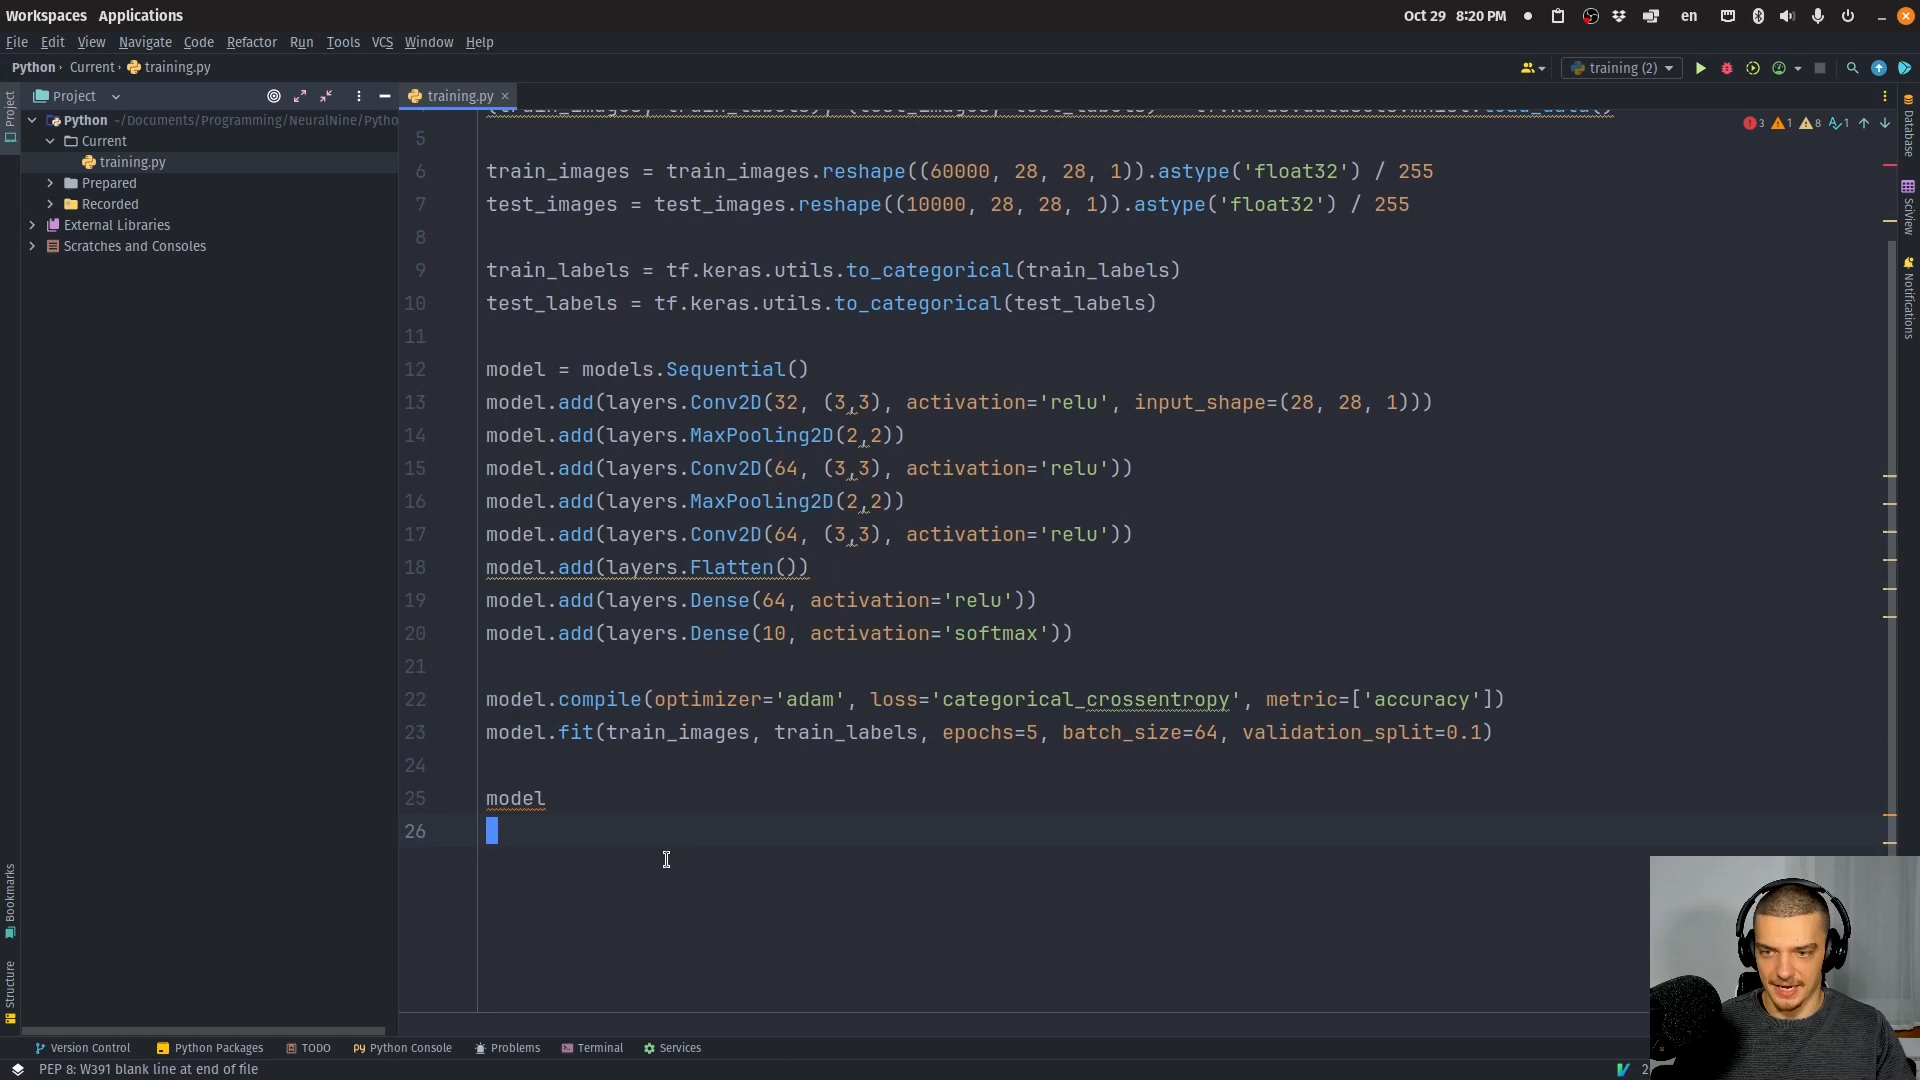 Workspaces Applications
Oct 29 8:20 PM
en
File Edit View Navigate Code Refactor Run Tools VCS Window Help
Python Current training.py
training (2)
Project
training.py
Python ~/Documents/Programming/NeuralNine/Pytho
Current
training.py
Prepared
Recorded
External Libraries
Scratches and Consoles
3 1 8 1
5
6 train_images = train_images.reshape((60000, 28, 28, 1)).astype('float32') / 255
7 test_images = test_images.reshape((10000, 28, 28, 1)).astype('float32') / 255
8
9 train_labels = tf.keras.utils.to_categorical(train_labels)
10 test_labels = tf.keras.utils.to_categorical(test_labels)
11
12 model = models.Sequential()
13 model.add(layers.Conv2D(32, (3,3), activation='relu', input_shape=(28, 28, 1)))
14 model.add(layers.MaxPooling2D(2,2))
15 model.add(layers.Conv2D(64, (3,3), activation='relu'))
16 model.add(layers.MaxPooling2D(2,2))
17 model.add(layers.Conv2D(64, (3,3), activation='relu'))
18 model.add(layers.Flatten())
19 model.add(layers.Dense(64, activation='relu'))
20 model.add(layers.Dense(10, activation='softmax'))
21
22 model.compile(optimizer='adam', loss='categorical_crossentropy', metric=['accuracy'])
23 model.fit(train_images, train_labels, epochs=5, batch_size=64, validation_split=0.1)
24
25 model
26
Project
Bookmarks
Structure
Database
SciView
Notifications
Version Control Python Packages TODO Python Console Problems Terminal Services
PEP 8: W391 blank line at end of file
2